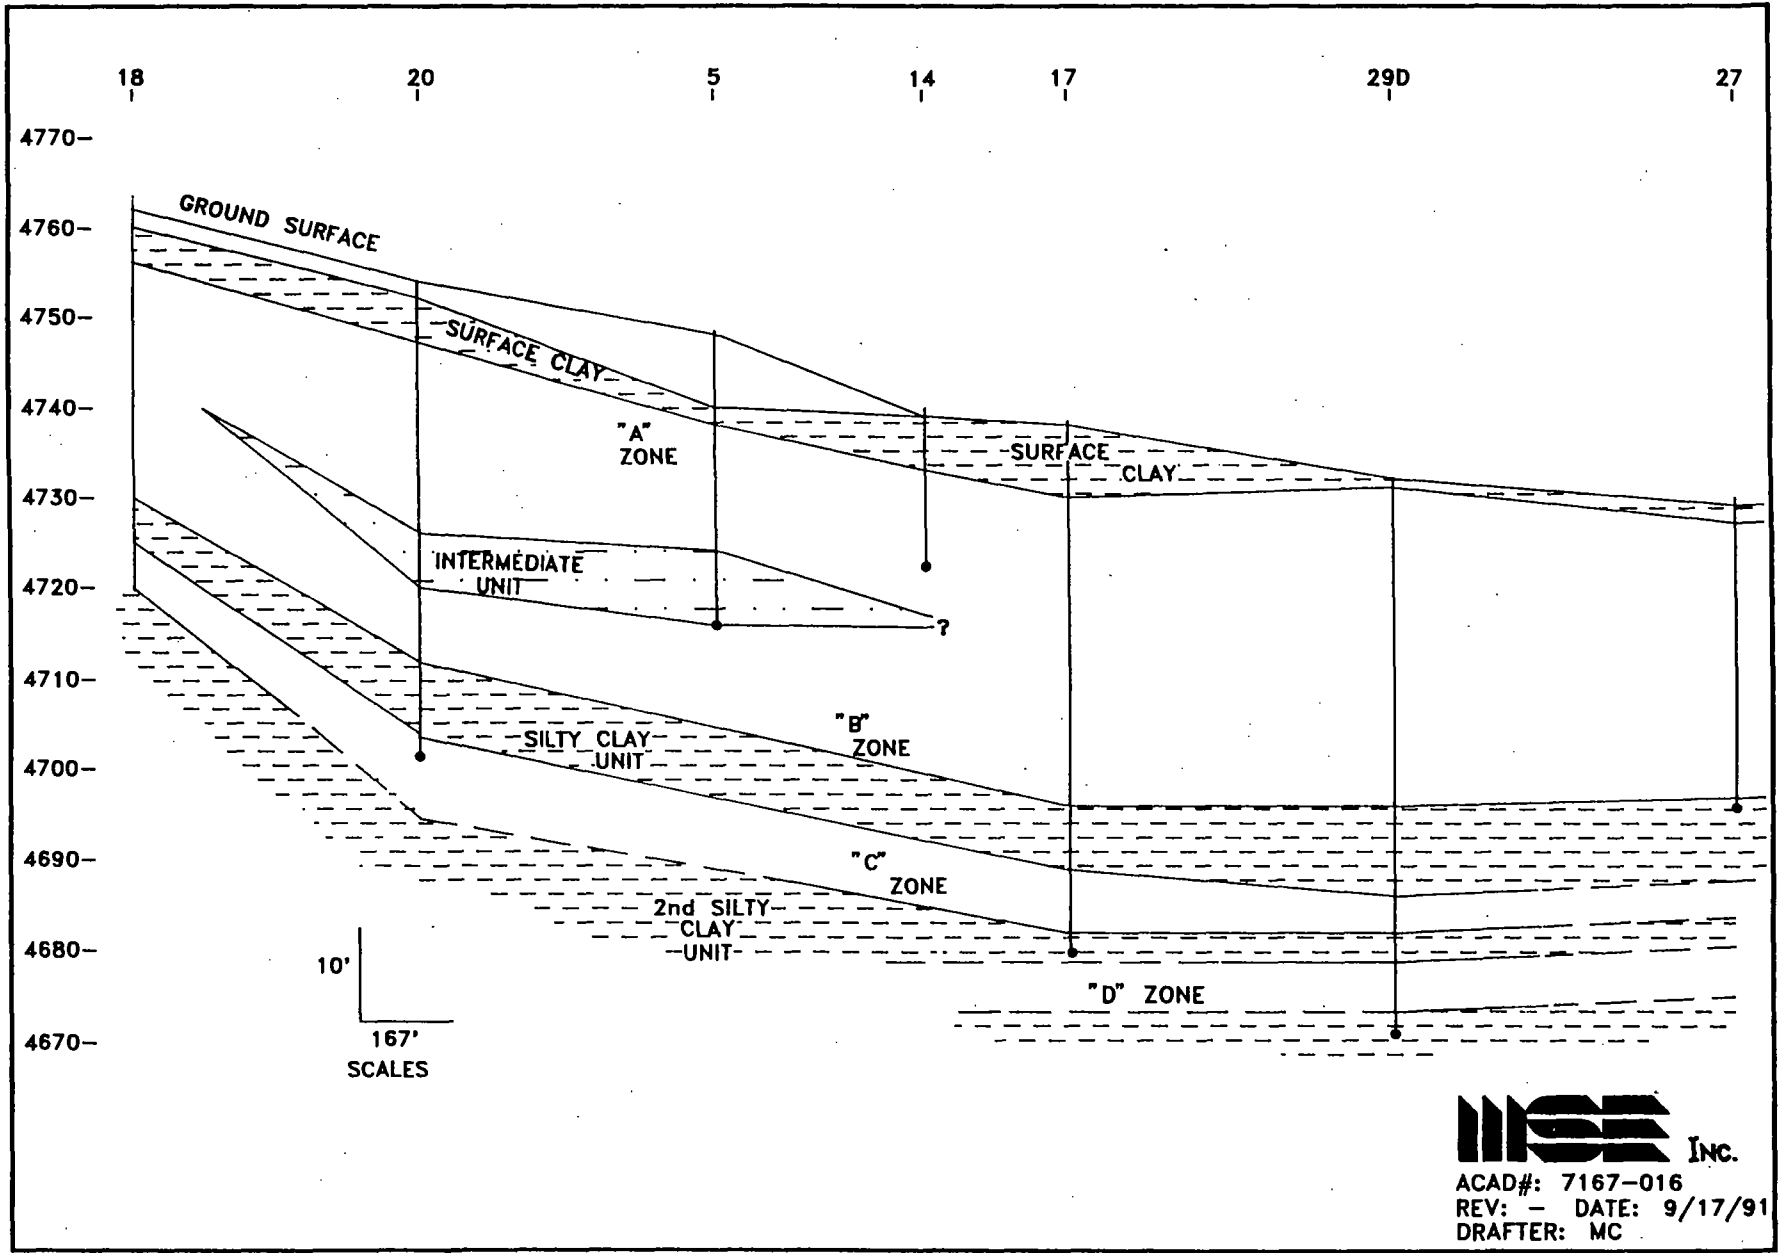 18 20 5 14 17 29D 27
4770-
4760-
4750-
4740-
4730-
4720-
4710-
4700-
4690-
4680-
4670-
GROUND SURFACE
SURFACE CLAY
"A"
ZONE
SURFACE
CLAY
INTERMEDIATE
UNIT
?
"B"
ZONE
SILTY CLAY
UNIT
"C"
ZONE
2nd SILTY
CLAY
UNIT
"D" ZONE
10'
167'
SCALES
MSE INC.
ACAD#: 7167-016
REV: - DATE: 9/17/91
DRAFTER: MC